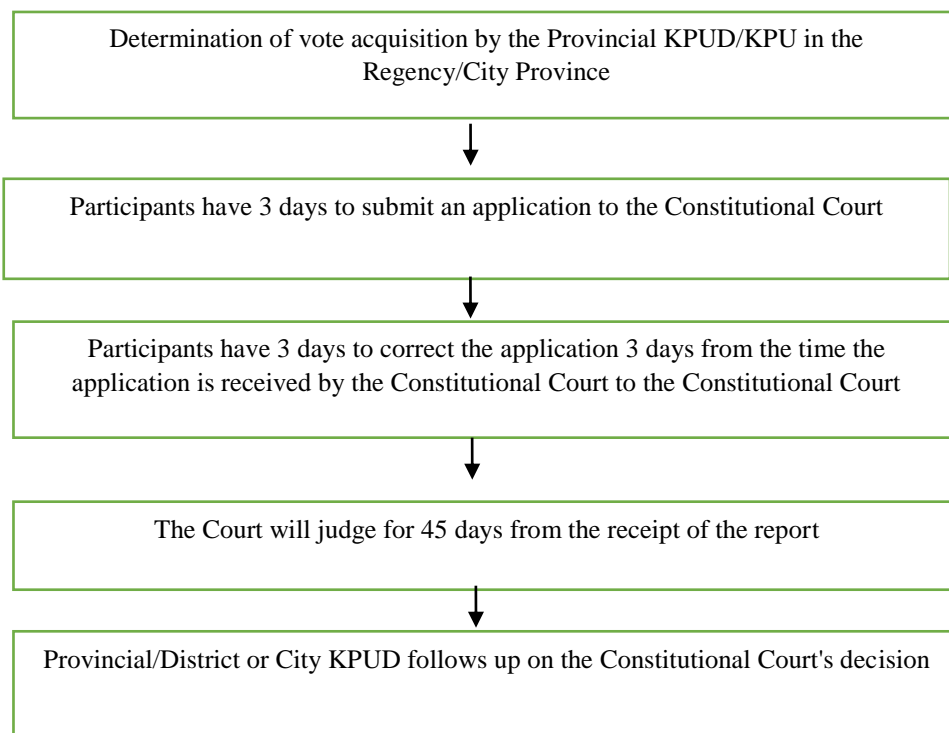 Determination of vote acquisition by the Provincial KPUD/KPU in the
Regency/City Province
Participants have 3 days to submit an application to the Constitutional Court
Participants have 3 days to correct the application 3 days from the time the
application is received by the Constitutional Court to the Constitutional Court
The Court will judge for 45 days from the receipt of the report
Provincial/District or City KPUD follows up on the Constitutional Court's decision